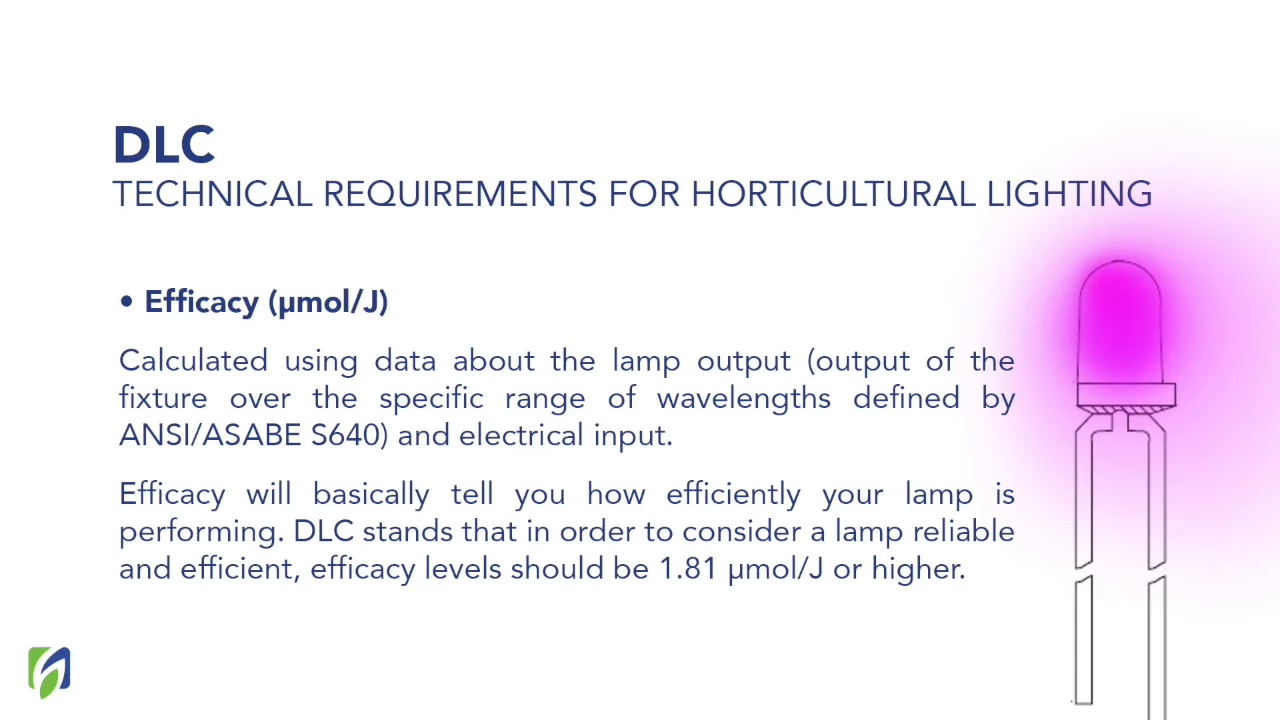 DLC
TECHNICAL REQUIREMENTS FOR HORTICULTURAL LIGHTING
• Efficacy (µmol/J)
Calculated using data about the lamp output (output of the
fixture over the specific range of wavelengths defined by
ANSI/ASABE S640) and electrical input.
Efficacy will basically tell you how efficiently your lamp is
performing. DLC stands that in order to consider a lamp reliable
and efficient, efficacy levels should be 1.81 µmol/J or higher.